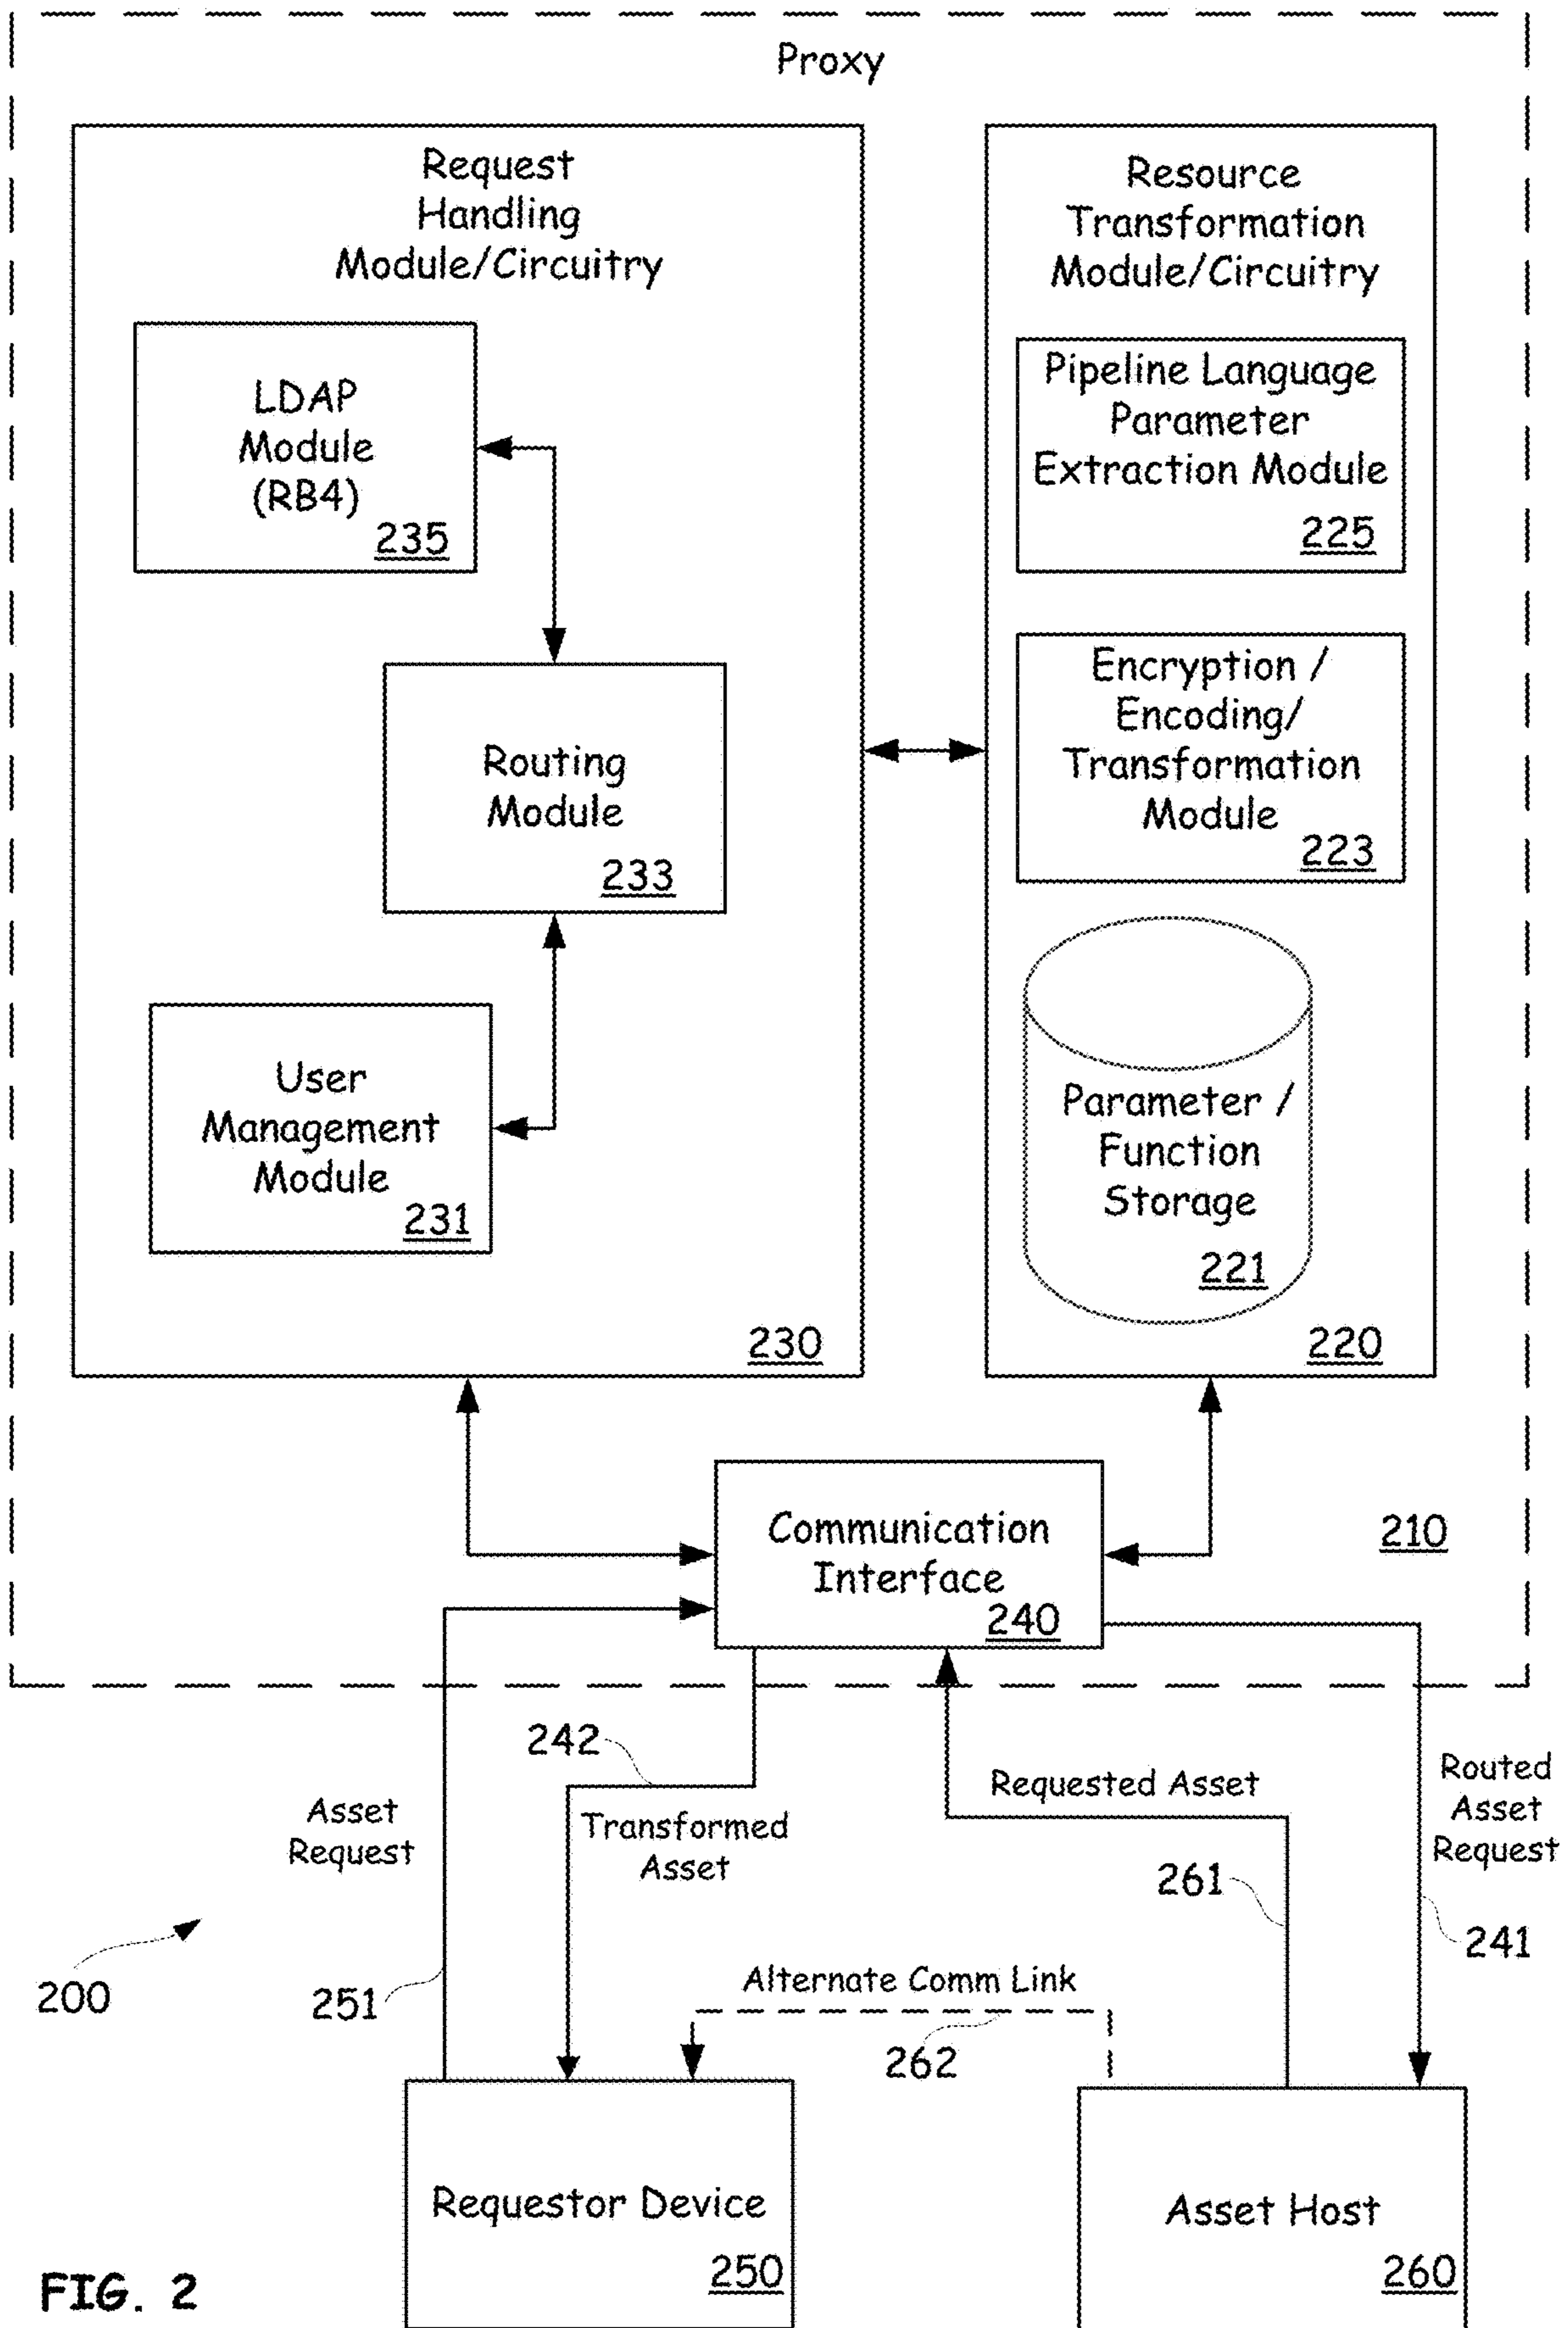 Proxy
Request
Handling
Module/Circuitry
LDAP
Module
(RB4)
235
Routing
Module
233
User
Management
Module
231
230
Resource
Transformation
Module/Circuitry
Pipeline Language
Parameter
Extraction Module
225
Encryption /
Encoding/
Transformation
Module
223
Parameter /
Function
Storage
221
220
Communication
Interface
240
210
242
Asset
Request
Transformed
Asset
Requested Asset
Routed
Asset
Request
261
241
200
251
Alternate Comm Link
262
Requestor Device
250
Asset Host
260
FIG. 2